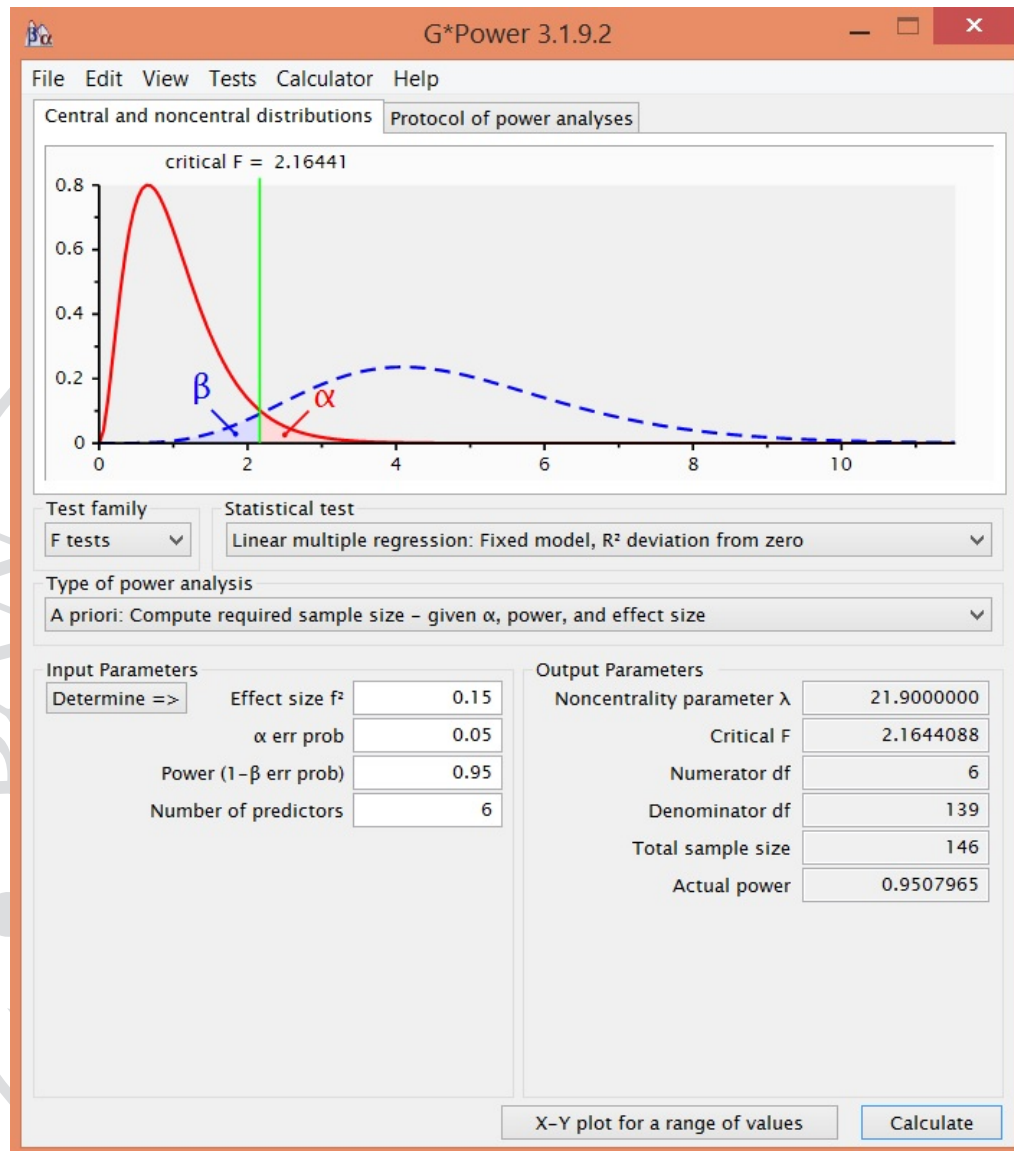 βα
G*Power 3.1.9.2
File Edit View Tests Calculator Help
Central and noncentral distributions Protocol of power analyses
critical F = 2.16441
0.8
0.6
0.4
0.2
0
β
α
0 2 4 6 8 10
Test family Statistical test
F tests Linear multiple regression: Fixed model, R² deviation from zero
Type of power analysis
A priori: Compute required sample size – given α, power, and effect size
Input Parameters Output Parameters
Determine => Effect size f² 0.15 Noncentrality parameter λ 21.9000000
α err prob 0.05 Critical F 2.1644088
Power (1–β err prob) 0.95 Numerator df 6
Number of predictors 6 Denominator df 139
Total sample size 146
Actual power 0.9507965
X–Y plot for a range of values Calculate